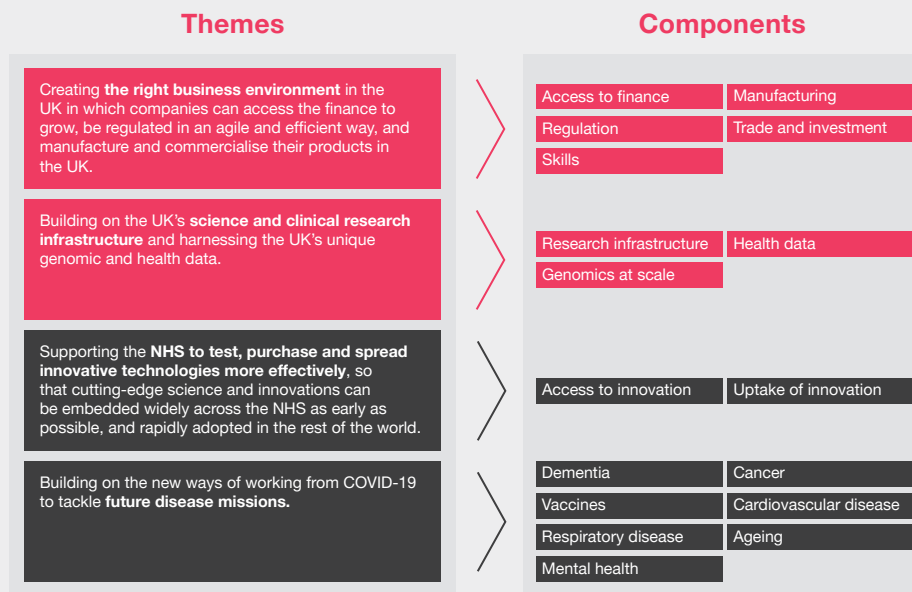 Themes
Components
Creating the right business environment in the
UK in which companies can access the finance to
grow, be regulated in an agile and efficient way, and
manufacture and commercialise their products in
the UK.
Access to finance
Manufacturing
Regulation
Trade and investment
Skills
Building on the UK's science and clinical research
infrastructure and harnessing the UK's unique
genomic and health data.
Research infrastructure
Health data
Genomics at scale
Supporting the NHS to test, purchase and spread
innovative technologies more effectively, so
that cutting-edge science and innovations can
be embedded widely across the NHS as early as
possible, and rapidly adopted in the rest of the world.
Access to innovation
Uptake of innovation
Building on the new ways of working from COVID-19
to tackle future disease missions.
Dementia
Cancer
Vaccines
Cardiovascular disease
Respiratory disease
Ageing
Mental health